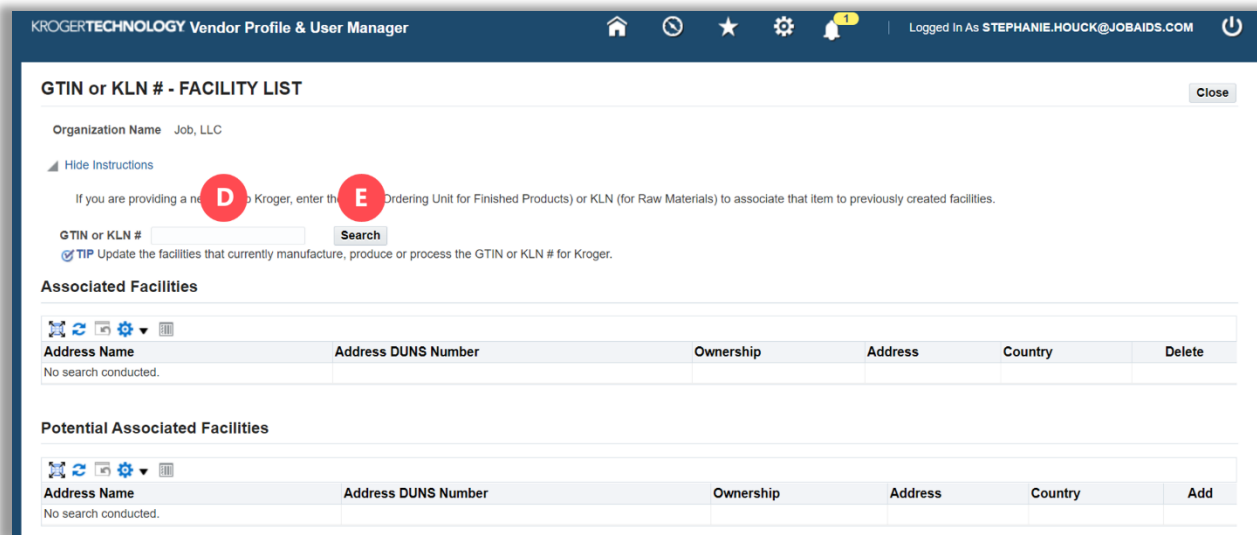 KROGERTECHNOLOGY Vendor Profile & User Manager 1 Logged In As STEPHANIE.HOUCK@JOBAIDS.COM
GTIN or KLN # - FACILITY LIST
Close
Organization Name Job, LLC
Hide Instructions
D E
If you are providing a Kroger, enter Ordering Unit for Finished Products) or KLN (for Raw Materials) to associate that item to previously created facilities.
GTIN or KLN # Search
TIP Update the facilities that currently manufacture, produce or process the GTIN or KLN # for Kroger.
Associated Facilities
Address Name Address DUNS Number Ownership Address Country Delete
No search conducted.
Potential Associated Facilities
Address Name Address DUNS Number Ownership Address Country Add
No search conducted.